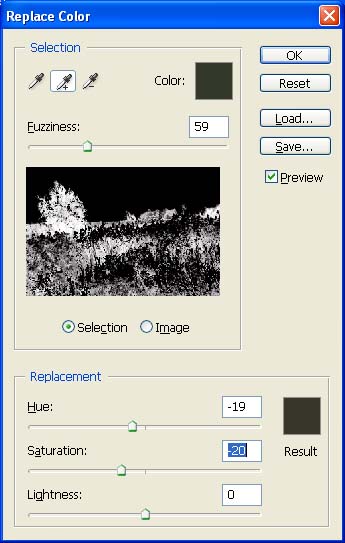 Replace Color
Selection
OK
Color:
Reset
Fuzziness: 59
Load...
Save...
Preview
Selection Image
Replacement
Hue: -19
Saturation: -20
Result
Lightness: 0